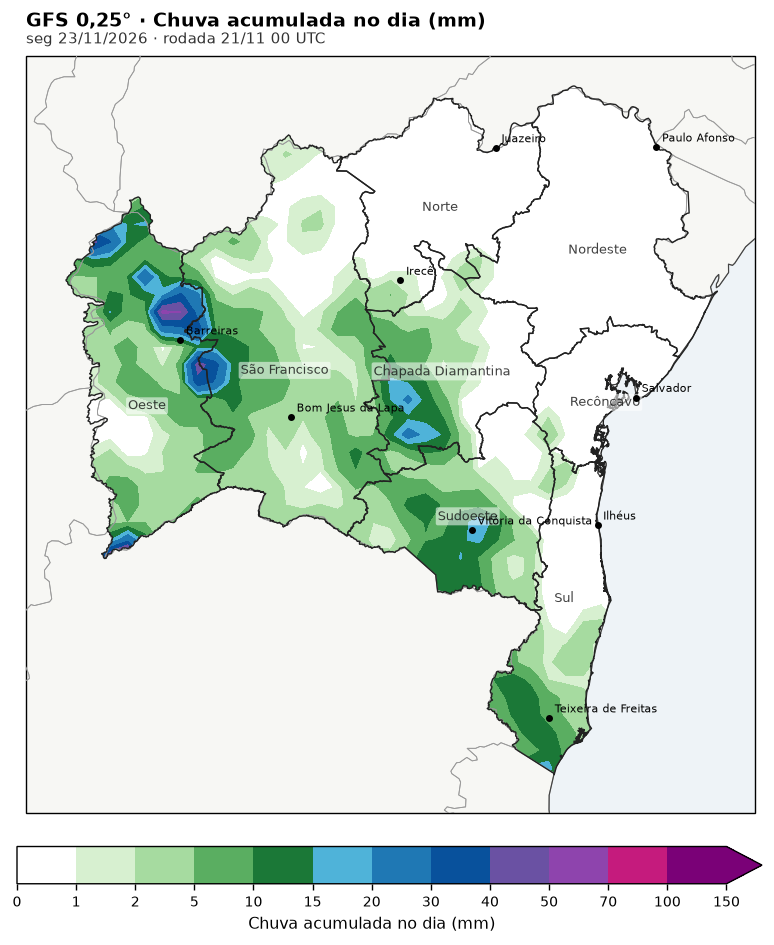 GFS 0,25° · Chuva acumulada no dia (mm)
seg 23/11/2026 · rodada 21/11 00 UTC
Juazeiro
Paulo Afonso
Norte
Nordeste
Irecê
Barreiras
São Francisco
Chapada Diamantina
Salvador
Oeste
Bom Jesus da Lapa
Recôncavo
Sudoeste
Vitória da Conquista
Ilhéus
Sul
Teixeira de Freitas
0 1 2 5 10 15 20 30 40 50 70 100 150
Chuva acumulada no dia (mm)